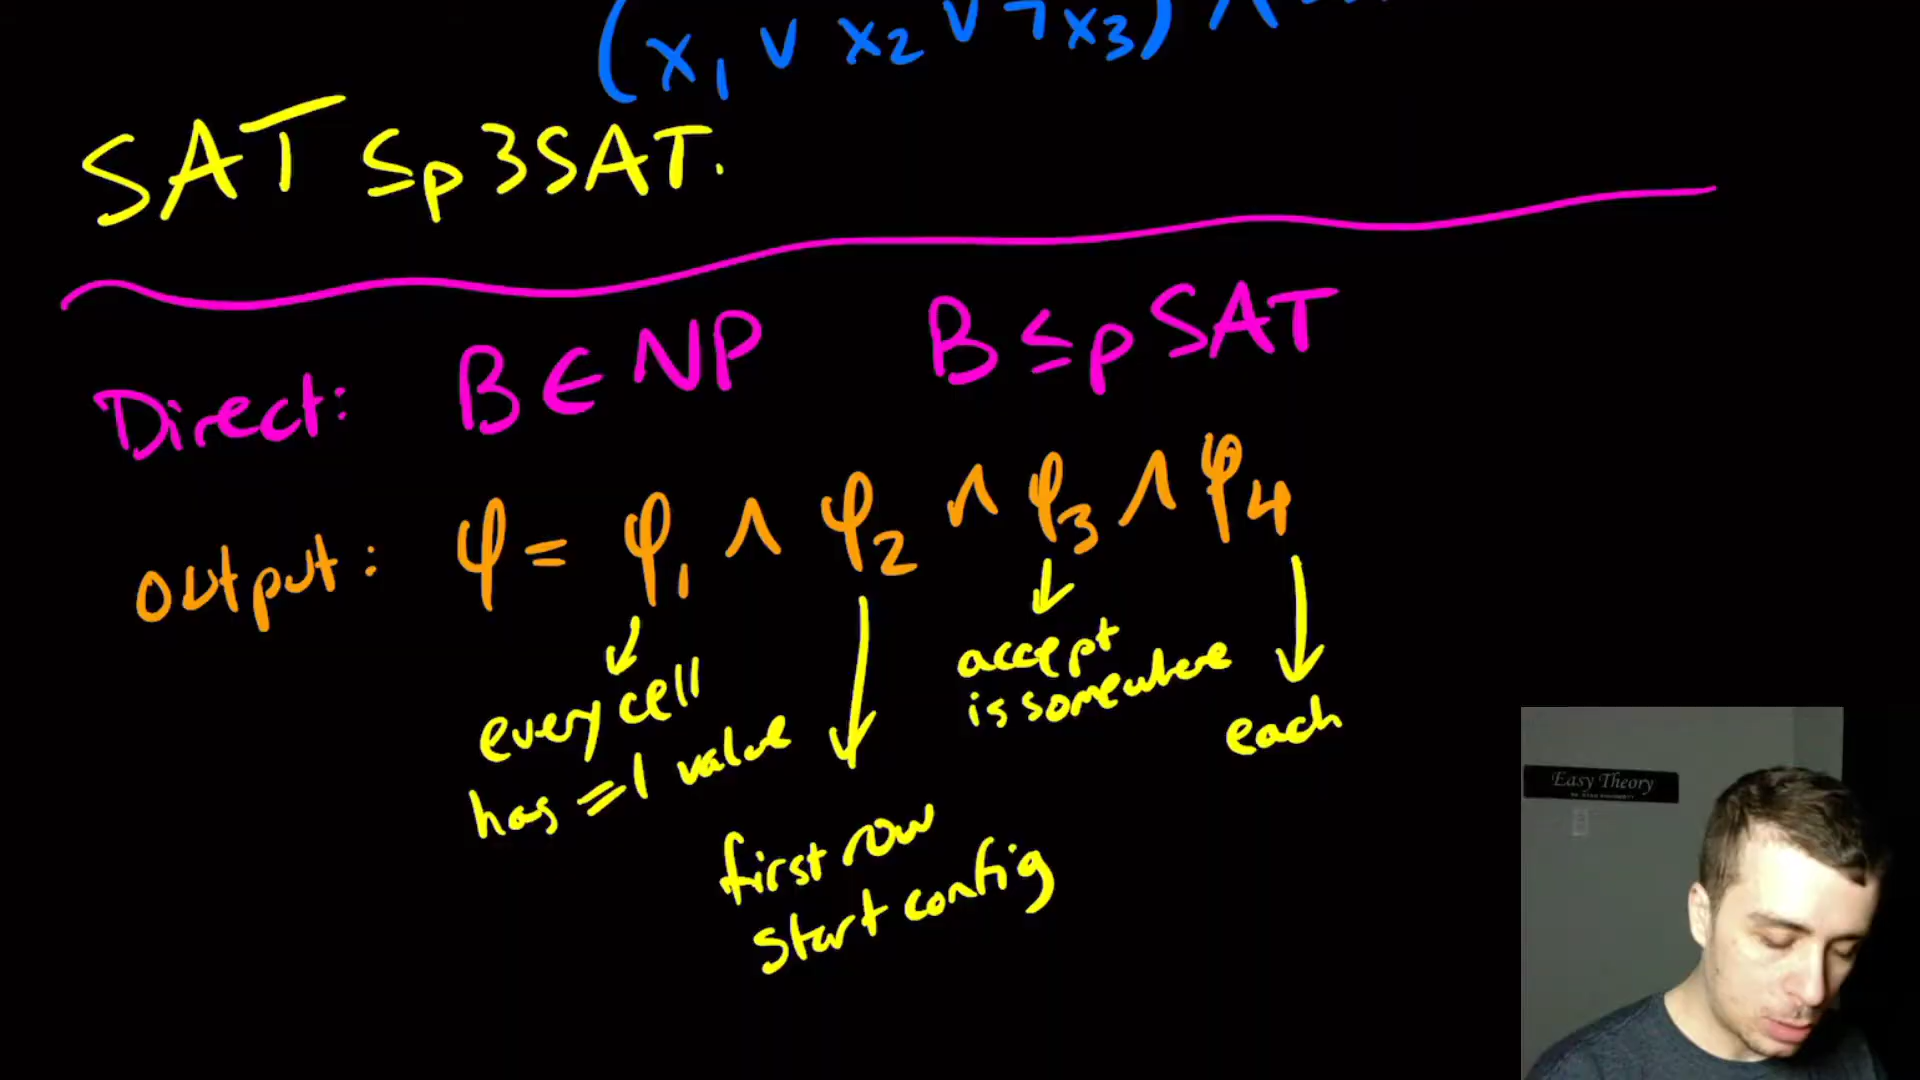 (x₁ ∨ x₂ ∨ ¬x₃) ∧
SAT ≤p 3SAT.
Direct: B ∈ NP B ≤p SAT
output: φ = φ₁ ∧ φ₂ ∧ φ₃ ∧ φ₄
every cell
has =1 value
first row
start config
accept
is somewhere
each
Easy Theory